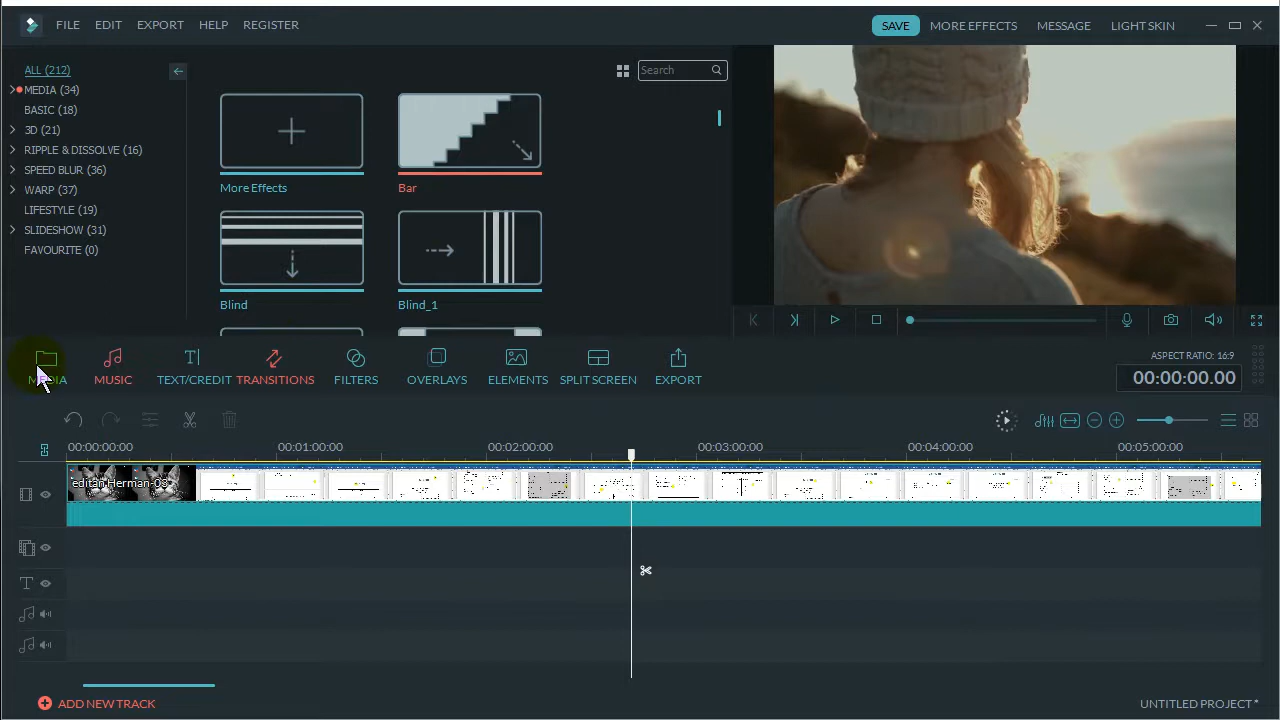 FILE EDIT EXPORT HELP REGISTER SAVE MORE EFFECTS MESSAGE LIGHT SKIN
ALL (212)
MEDIA (34)
BASIC (18)
3D (21)
RIPPLE & DISSOLVE (16)
SPEED BLUR (36)
WARP (37)
LIFESTYLE (19)
SLIDESHOW (31)
FAVOURITE (0)
Search
More Effects Bar
Blind Blind_1
MEDIA MUSIC TEXT/CREDIT TRANSITIONS FILTERS OVERLAYS ELEMENTS SPLIT SCREEN EXPORT
ASPECT RATIO: 16:9
00:00:00.00
00:00:00:00 00:01:00:00 00:02:00:00 00:03:00:00 00:04:00:00 00:05:00:00
editan Herman-03
ADD NEW TRACK
UNTITLED PROJECT *